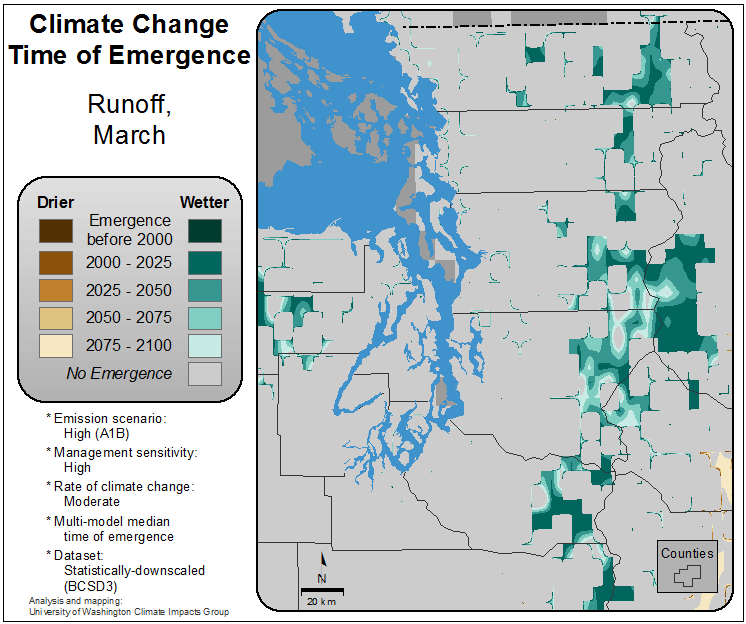 Climate Change
Time of Emergence
Runoff,
March
Drier
Wetter
Emergence
before 2000
2000 - 2025
2025 - 2050
2050 - 2075
2075 - 2100
No Emergence
* Emission scenario:
High (A1B)
* Management sensitivity:
High
* Rate of climate change:
Moderate
* Multi-model median
time of emergence
* Dataset:
Statistically-downscaled
(BCSD3)
Analysis and mapping:
University of Washington Climate Impacts Group
N
20 km
Counties